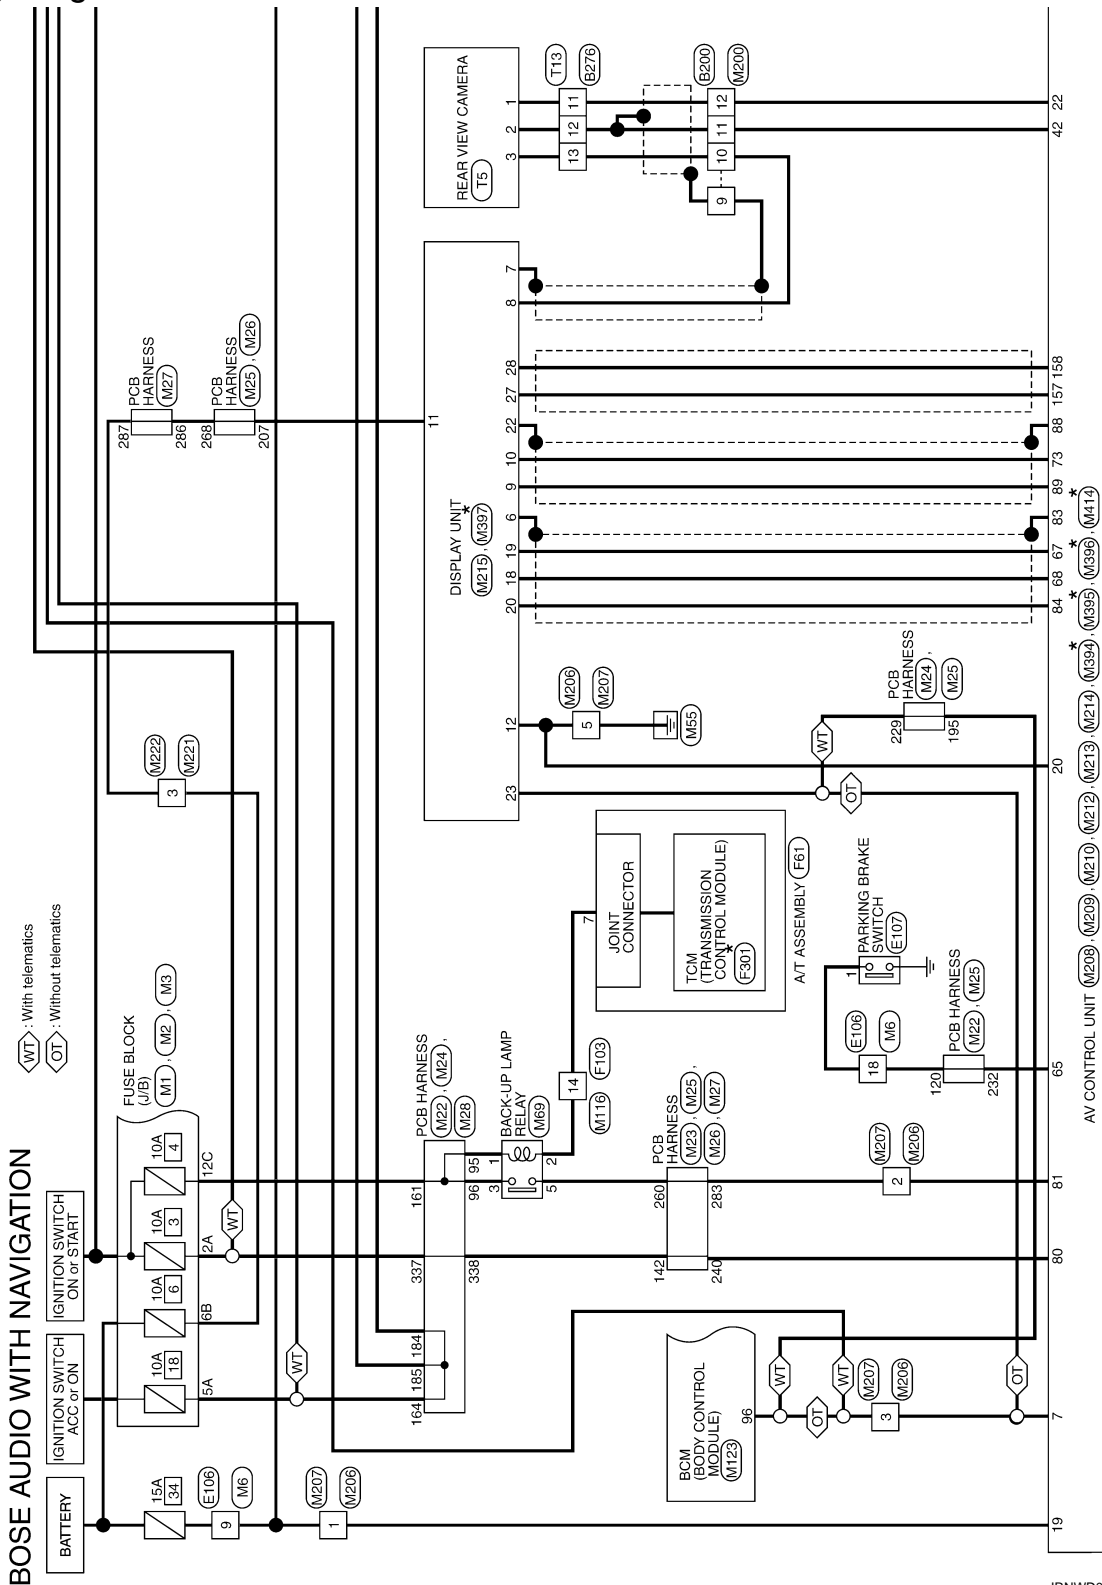 BOSE AUDIO WITH NAVIGATION
WT : With telematics
OT : Without telematics
BATTERY
IGNITION SWITCH
ACC or ON
IGNITION SWITCH
ON or START
FUSE BLOCK
(J/B)
M1 , M2 , M3
15A
34
10A
18
10A
6
10A
3
10A
4
5A
6B
2A
12C
9
E106
M6
1
M207
M206
WT
WT
3
M222
M221
287
PCB
HARNESS
M27
286
268
PCB
HARNESS
M25 , M26
207
164
185
184
337
338
161
96
95
PCB HARNESS
M22 , M24 ,
M28
BACK-UP LAMP
RELAY
M69
3
1
5
2
14
M116
F103
7
JOINT
CONNECTOR
TCM
(TRANSMISSION
CONTROL MODULE)
*
F301
A/T ASSEMBLY F61
11
DISPLAY UNIT
*
M215 , M397
23
12
20
18
19
6
9
10
22
27
28
8
7
REAR VIEW CAMERA
T5
3
2
1
T13
B276
13
12
11
B200
M200
9
10
11
12
M206
M207
5
M55
WT
OT
PCB
HARNESS
M24 ,
M25
229
195
PCB
HARNESS
M23 , M25 ,
M26 , M27
142
240
260
283
E106
M6
18
PARKING BRAKE
SWITCH
E107
1
PCB HARNESS
M22 , M25
120
232
M207
M206
2
BCM
(BODY CONTROL
MODULE)
M123
96
WT
OT
WT
M207
M206
3
OT
19
7
80
81
65
20
84
68
67
83
89
73
88
157
158
42
22
AV CONTROL UNIT M208 , M209 , M210 , M212 , M213 , M214 , M394 * , M395 * , M396 * , M414 *